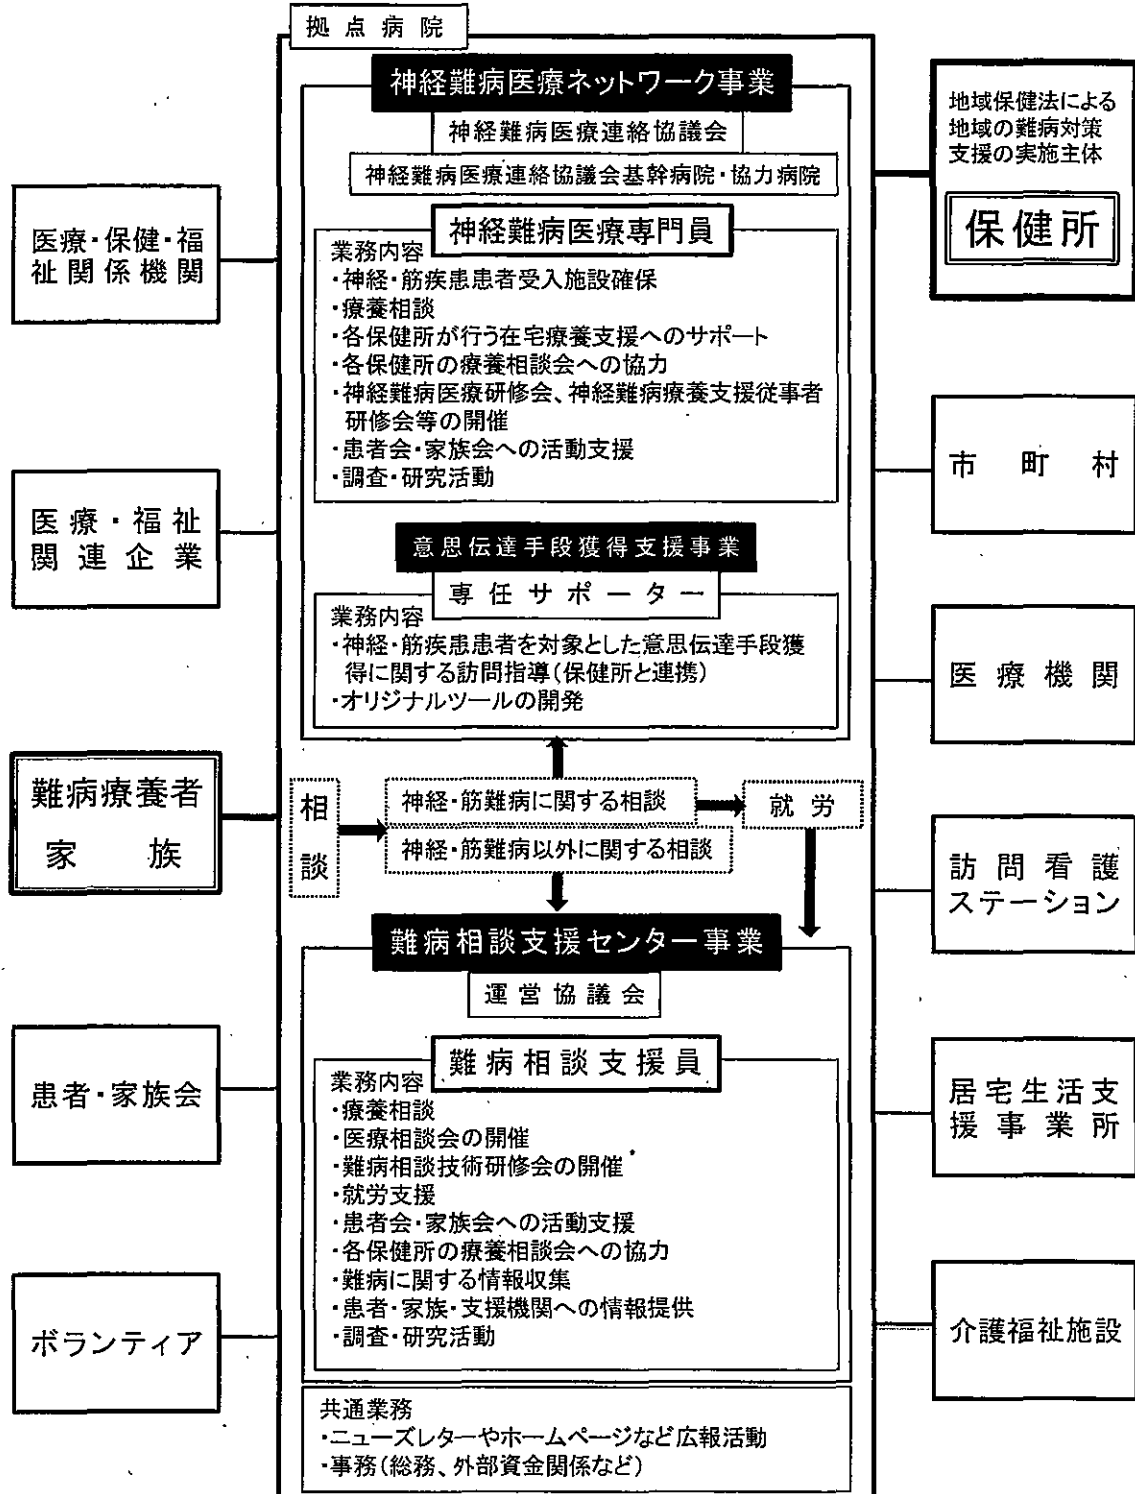 拠点病院
神経難病医療ネットワーク事業
神経難病医療連絡協議会
神経難病医療連絡協議会基幹病院・協力病院
神経難病医療専門員
業務内容
・神経・筋疾患患者受入施設確保
・療養相談
・各保健所が行う在宅療養支援へのサポート
・各保健所の療養相談会への協力
・神経難病医療研修会、神経難病療養支援従事者
研修会等の開催
・患者会・家族会への活動支援
・調査・研究活動
意思伝達手段獲得支援事業
専任サポーター
業務内容
・神経・筋疾患患者を対象とした意思伝達手段獲
得に関する訪問指導(保健所と連携)
・オリジナルツールの開発
相談
神経・筋難病に関する相談
就労
神経・筋難病以外に関する相談
難病相談支援センター事業
運営協議会
難病相談支援員
業務内容
・療養相談
・医療相談会の開催
・難病相談技術研修会の開催
・就労支援
・患者会・家族会への活動支援
・各保健所の療養相談会への協力
・難病に関する情報収集
・患者・家族・支援機関への情報提供
・調査・研究活動
共通業務
・ニューズレターやホームページなど広報活動
・事務(総務、外部資金関係など)
医療・保健・福
祉関係機関
医療・福祉
関連企業
難病療養者
家族
患者・家族会
ボランティア
地域保健法による
地域の難病対策
支援の実施主体
保健所
市町村
医療機関
訪問看護
ステーション
居宅生活支
援事業所
介護福祉施設